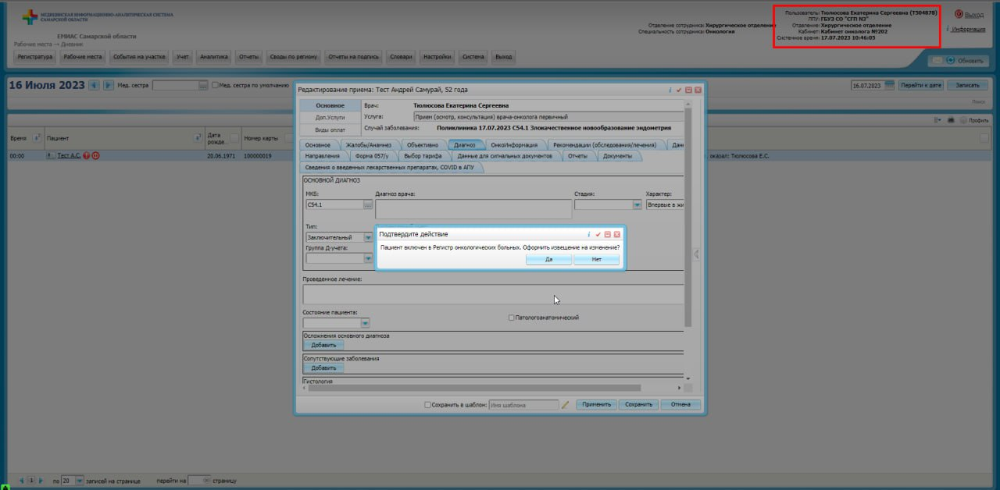 МЕДИЦИНСКАЯ ИНФОРМАЦИОННО-АНАЛИТИЧЕСКАЯ СИСТЕМА
САМАРСКОЙ ОБЛАСТИ
ЕМИАС Самарской области
Рабочие места → Дневник
Отделение сотрудника: Хирургическое отделение
Специальность сотрудника: Онкология
Пользователь: Тюлюсова Екатерина Сергеевна (T504878)
ЛПУ: ГБУЗ СО "СГП N3"
Отделение: Хирургическое отделение
Кабинет: Кабинет онколога №202
Системное время: 17.07.2023 10:46:05
Выход
Информация
Регистратура Рабочие места События на участке Учет Аналитика Отчеты Своды по региону Отчеты на подпись Словари Настройки Система Выход
Обновить
16 Июля 2023 Мед. сестра Мед. сестра по умолчанию
16.07.2023 Перейти к дате Записать
Поиск
Профиль
Время Пациент Дата рожде... Номер карты
00:00 Тест А.С. 20.06.1971 100000019
оказал: Тюлюсова Е.С.
Редактирование приема: Тест Андрей Самурай, 52 года
Основное
Доп.Услуги
Виды оплат
Врач: Тюлюсова Екатерина Сергеевна
Услуга: Прием (осмотр, консультация) врача-онколога первичный
Случай заболевания: Поликлиника 17.07.2023 C54.1 Злокачественное новообразование эндометрия
Основное Жалобы/Анамнез Объективно Диагноз ОнкоИнформация Рекомендации (обследования/лечения) Дан
Направления Форма 057/у Выбор тарифа Данные для сигнальных документов Отчеты Документы
Сведения о введенных лекарственных препаратах, COVID в АПУ
ОСНОВНОЙ ДИАГНОЗ
МКБ: Диагноз врача: Стадия: Характер:
C54.1 Впервые в жи
Тип:
Заключительный
Группа Д-учета:
Подтвердите действие
Пациент включен в Регистр онкологических больных. Оформить извещение на изменение?
Да Нет
Проведенное лечение:
Состояние пациента:
Патологоанатомический
Осложнения основного диагноза
Добавить
Сопутствующие заболевания
Добавить
Гистология
Сохранить в шаблон: Имя шаблона Применить Сохранить Отмена
1 по 20 записей на странице перейти на страницу